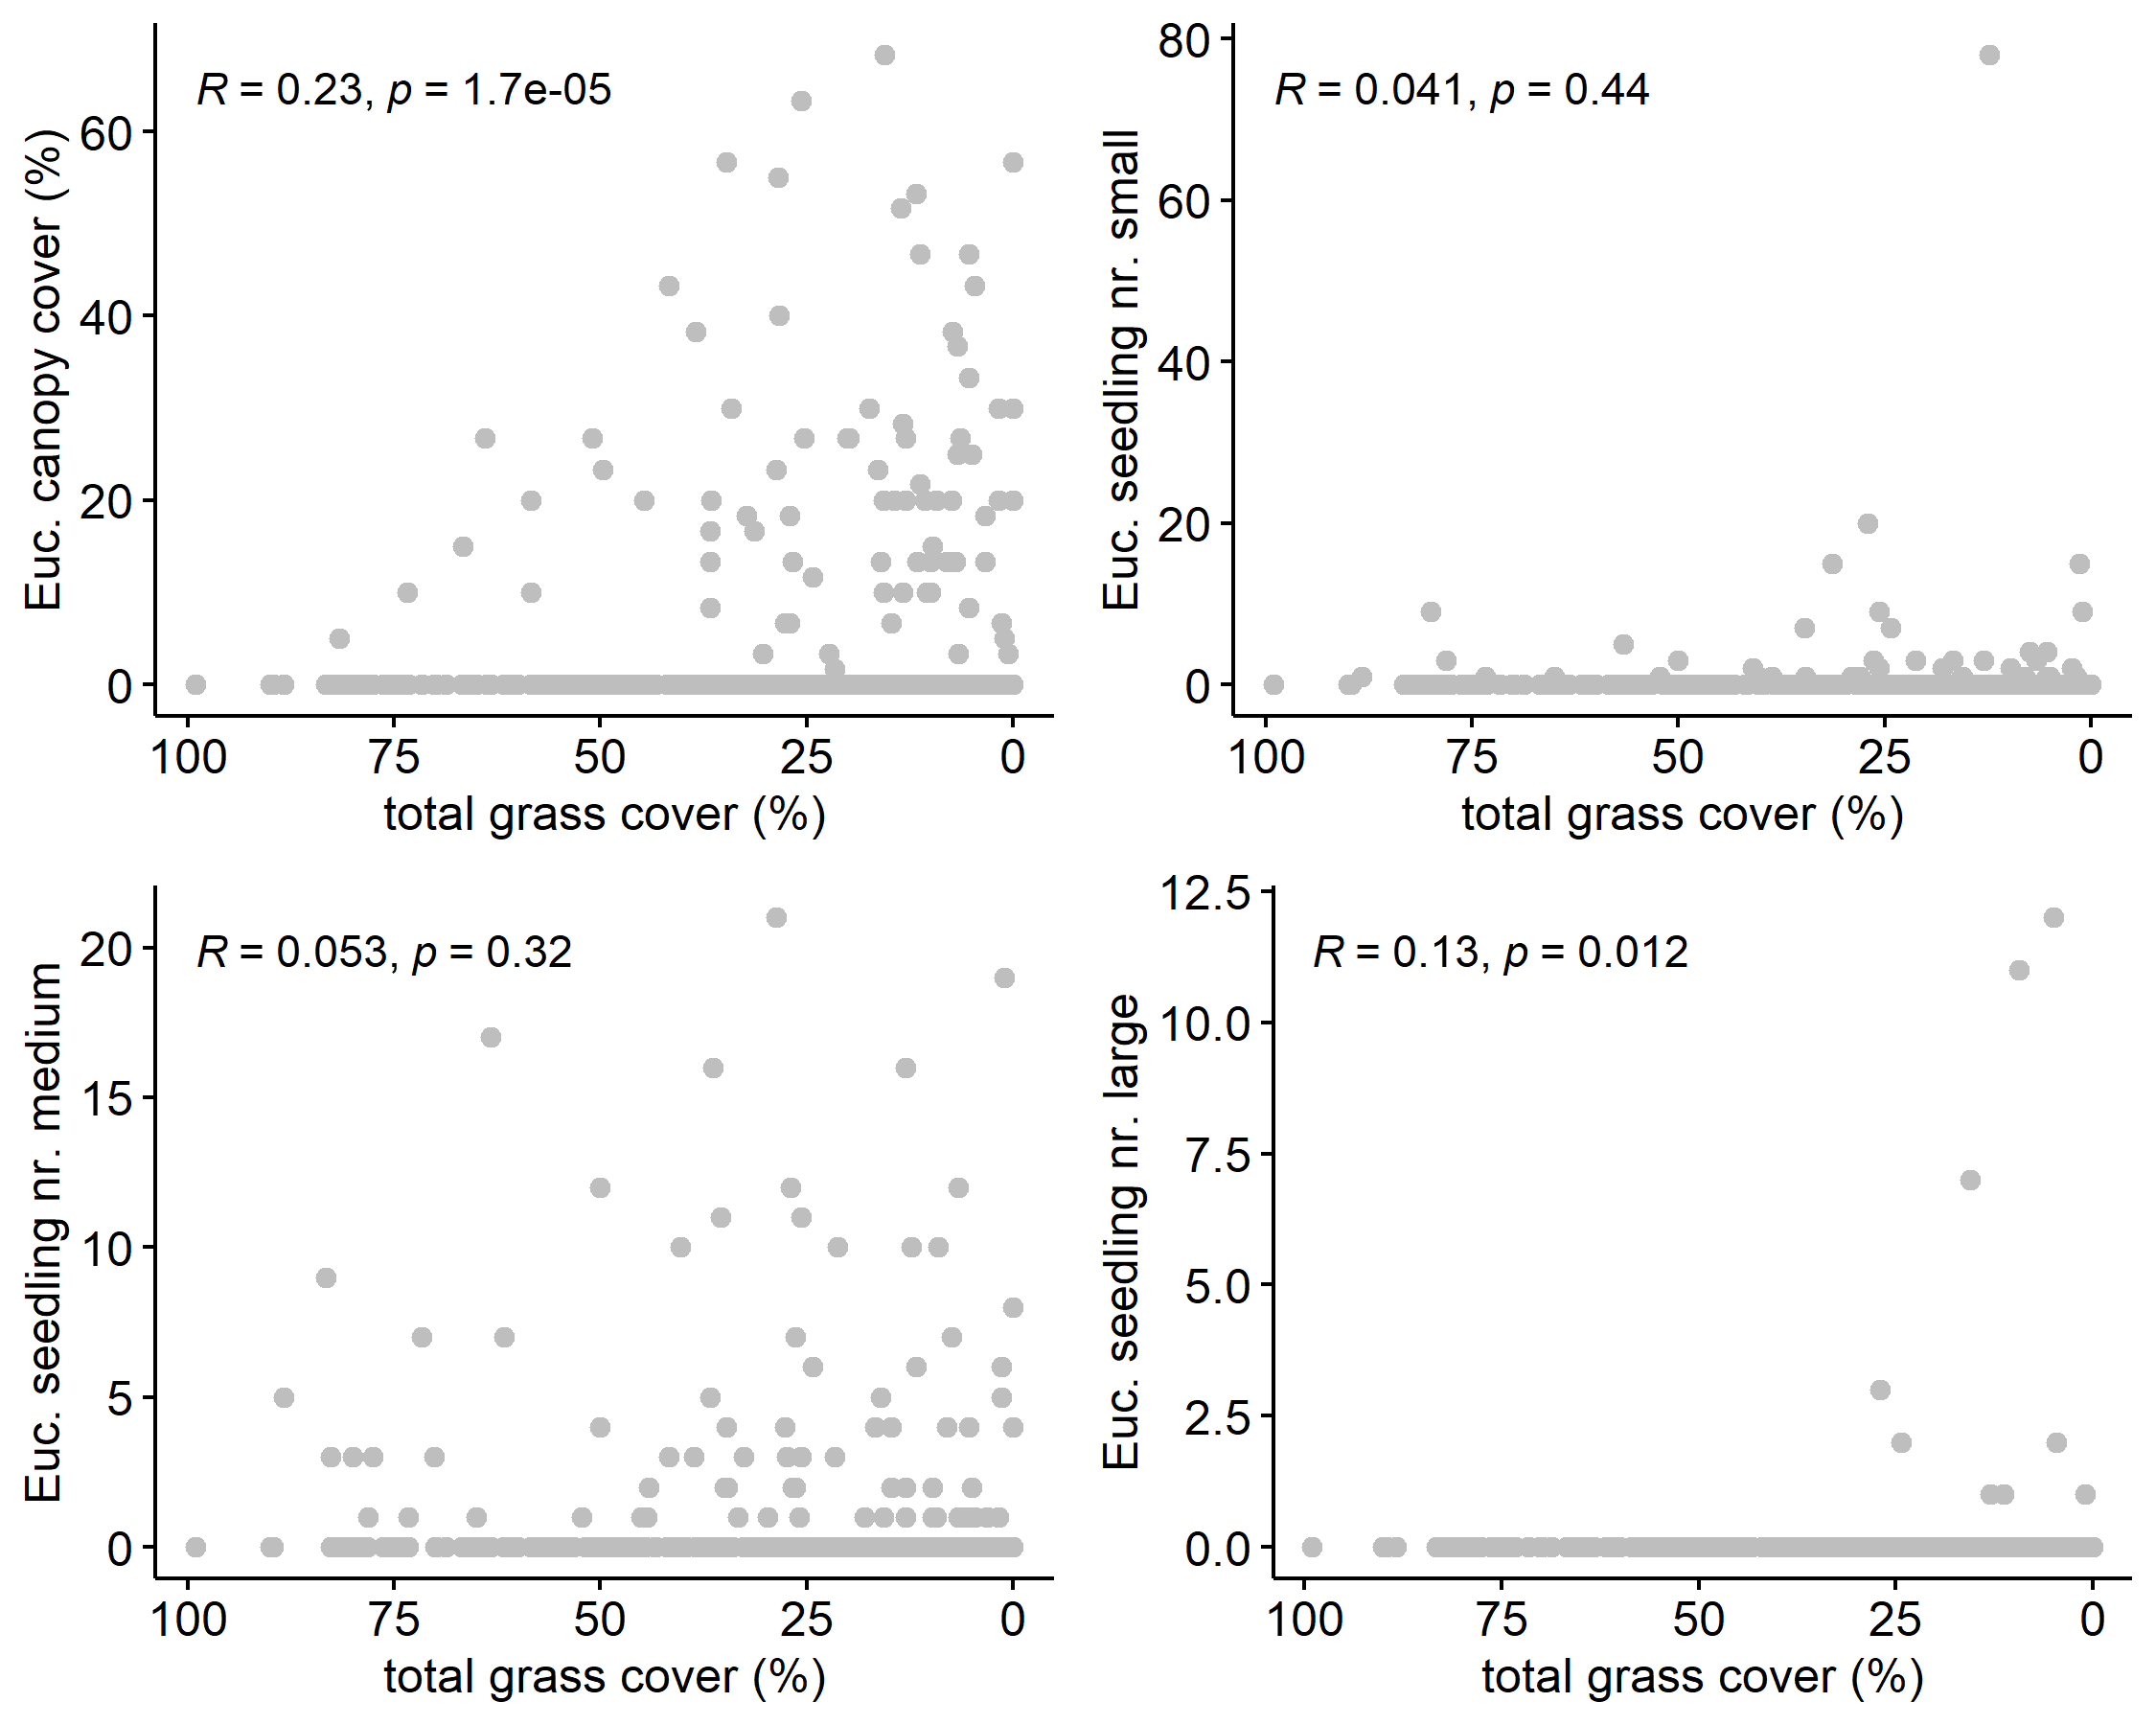 R = 0.23, p = 1.7e-05
Euc. canopy cover (%)
60
40
20
0
100 75 50 25 0
total grass cover (%)
R = 0.041, p = 0.44
Euc. seedling nr. small
80
60
40
20
0
100 75 50 25 0
total grass cover (%)
R = 0.053, p = 0.32
Euc. seedling nr. medium
20
15
10
5
0
100 75 50 25 0
total grass cover (%)
R = 0.13, p = 0.012
Euc. seedling nr. large
12.5
10.0
7.5
5.0
2.5
0.0
100 75 50 25 0
total grass cover (%)